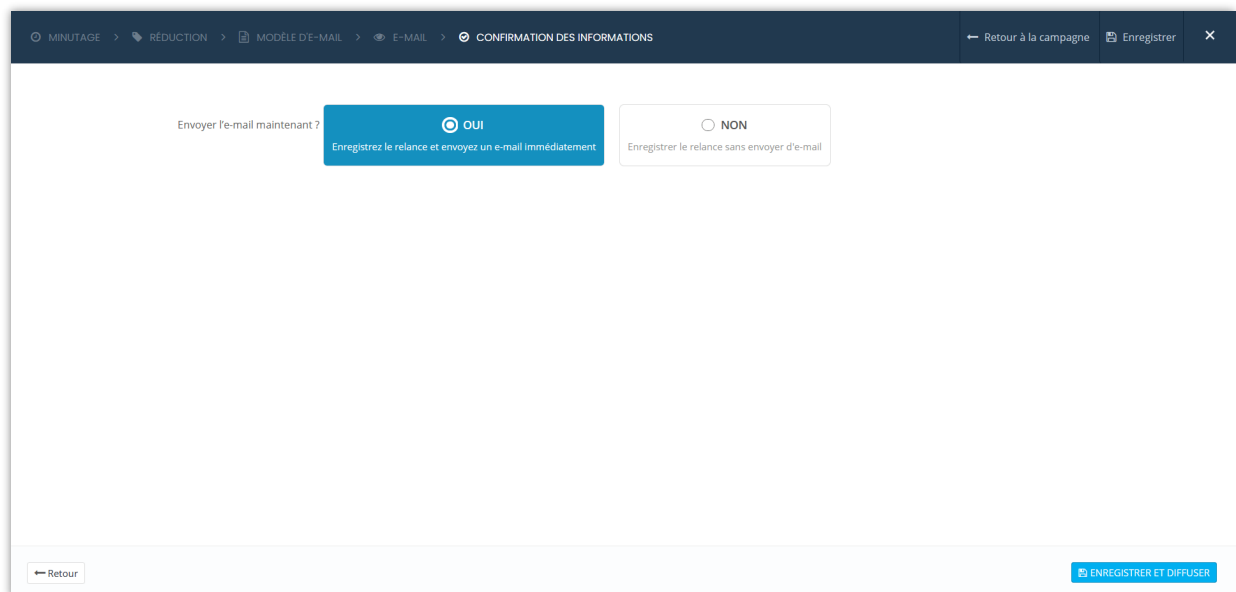 MINUTAGE > RÉDUCTION > MODÈLE D'E-MAIL > E-MAIL > CONFIRMATION DES INFORMATIONS ← Retour à la campagne Enregistrer ×
Envoyer l'e-mail maintenant ? OUI NON
Enregistrez le relance et envoyez un e-mail immédiatement Enregistrer le relance sans envoyer d'e-mail
← Retour ENREGISTRER ET DIFFUSER